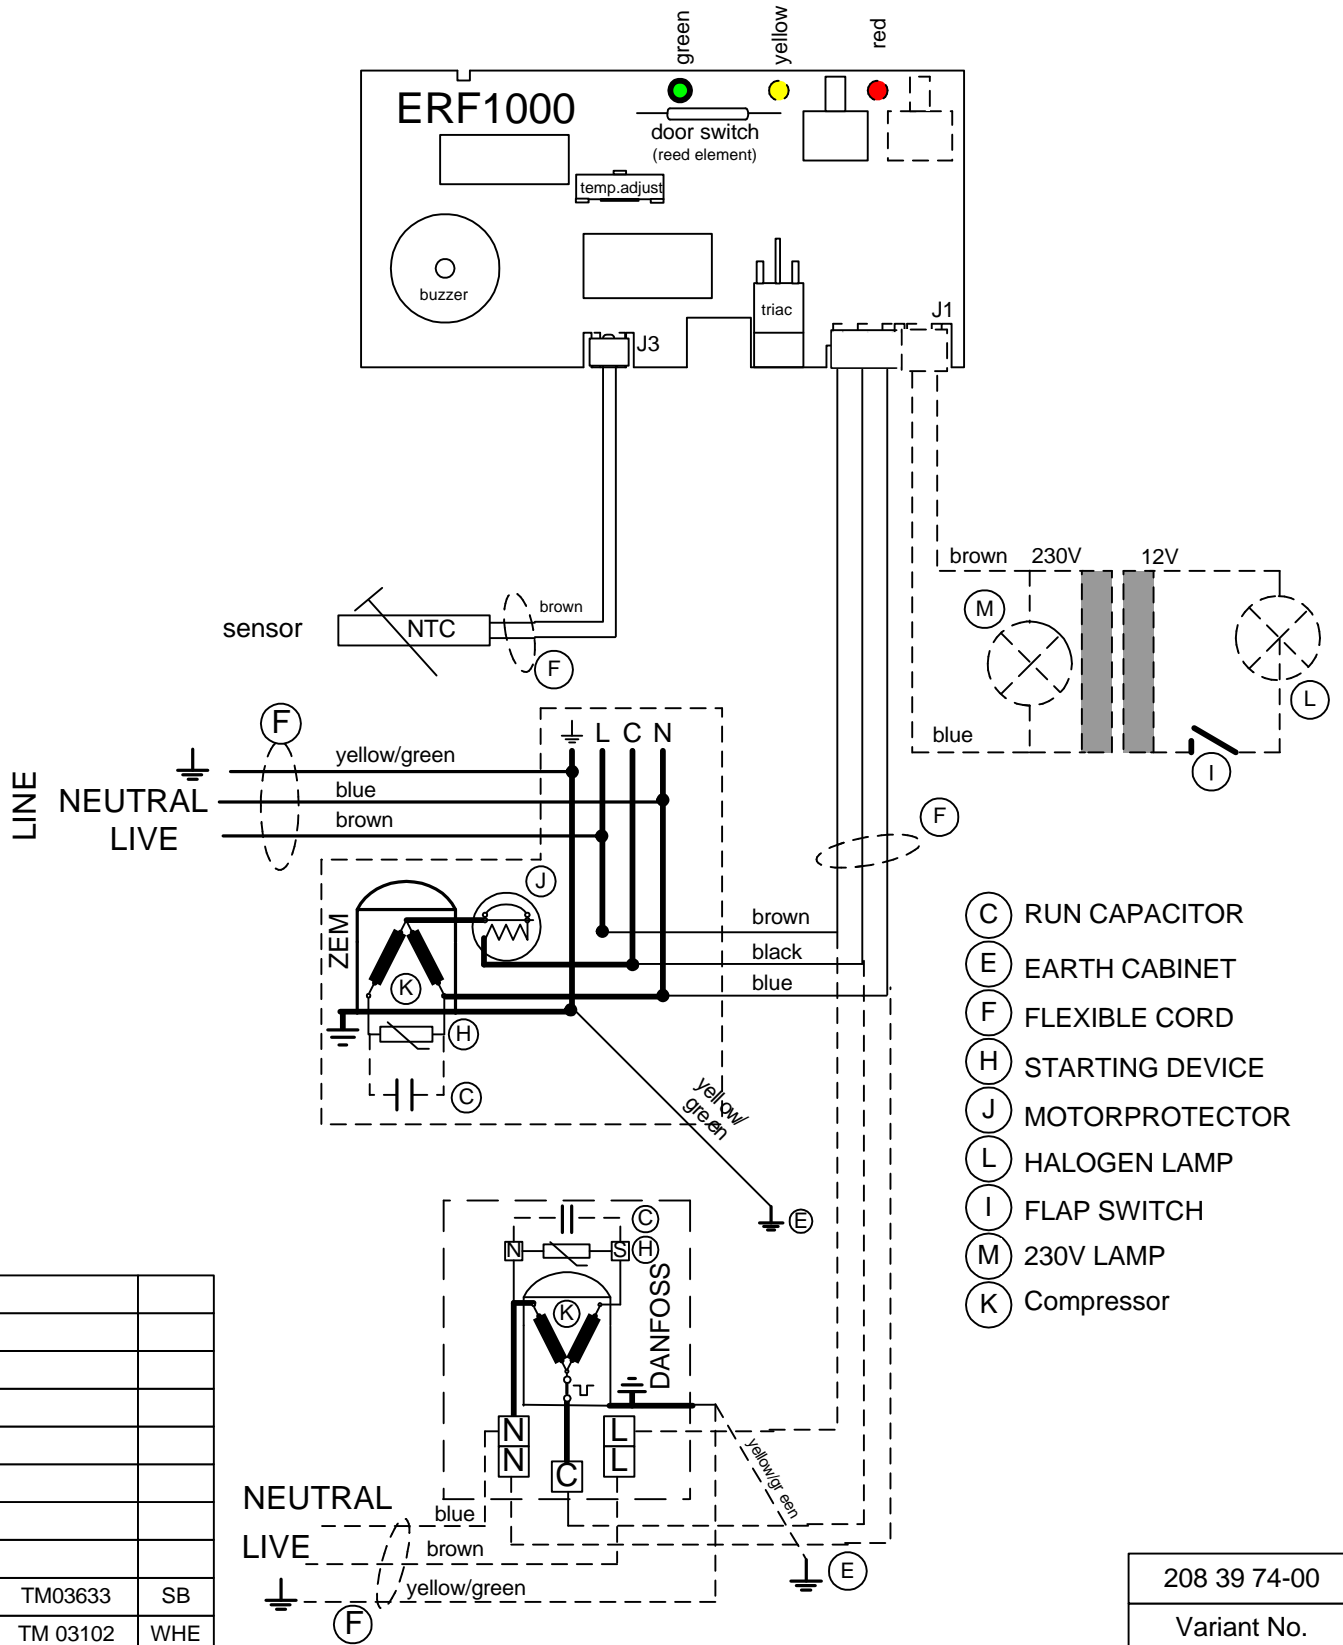 green
yellow
red
ERF1000
door switch
(reed element)
temp.adjust
buzzer
triac
J1
J3
brown 230V 12V
M
L
blue
I
sensor
NTC
brown
F
F
L C N
LINE
yellow/green
NEUTRAL
blue
LIVE
brown
F
J
ZEM
K
H
C
brown
black
blue
yellow/
green
E
C RUN CAPACITOR
E EARTH CABINET
F FLEXIBLE CORD
H STARTING DEVICE
J MOTORPROTECTOR
L HALOGEN LAMP
I FLAP SWITCH
M 230V LAMP
K Compressor
C
N S H
K
DANFOSS
N L
N L
C
yellow/gr een
NEUTRAL
blue
LIVE
brown
yellow/green
F
E
TM03633 SB
TM 03102 WHE
208 39 74-00
Variant No.